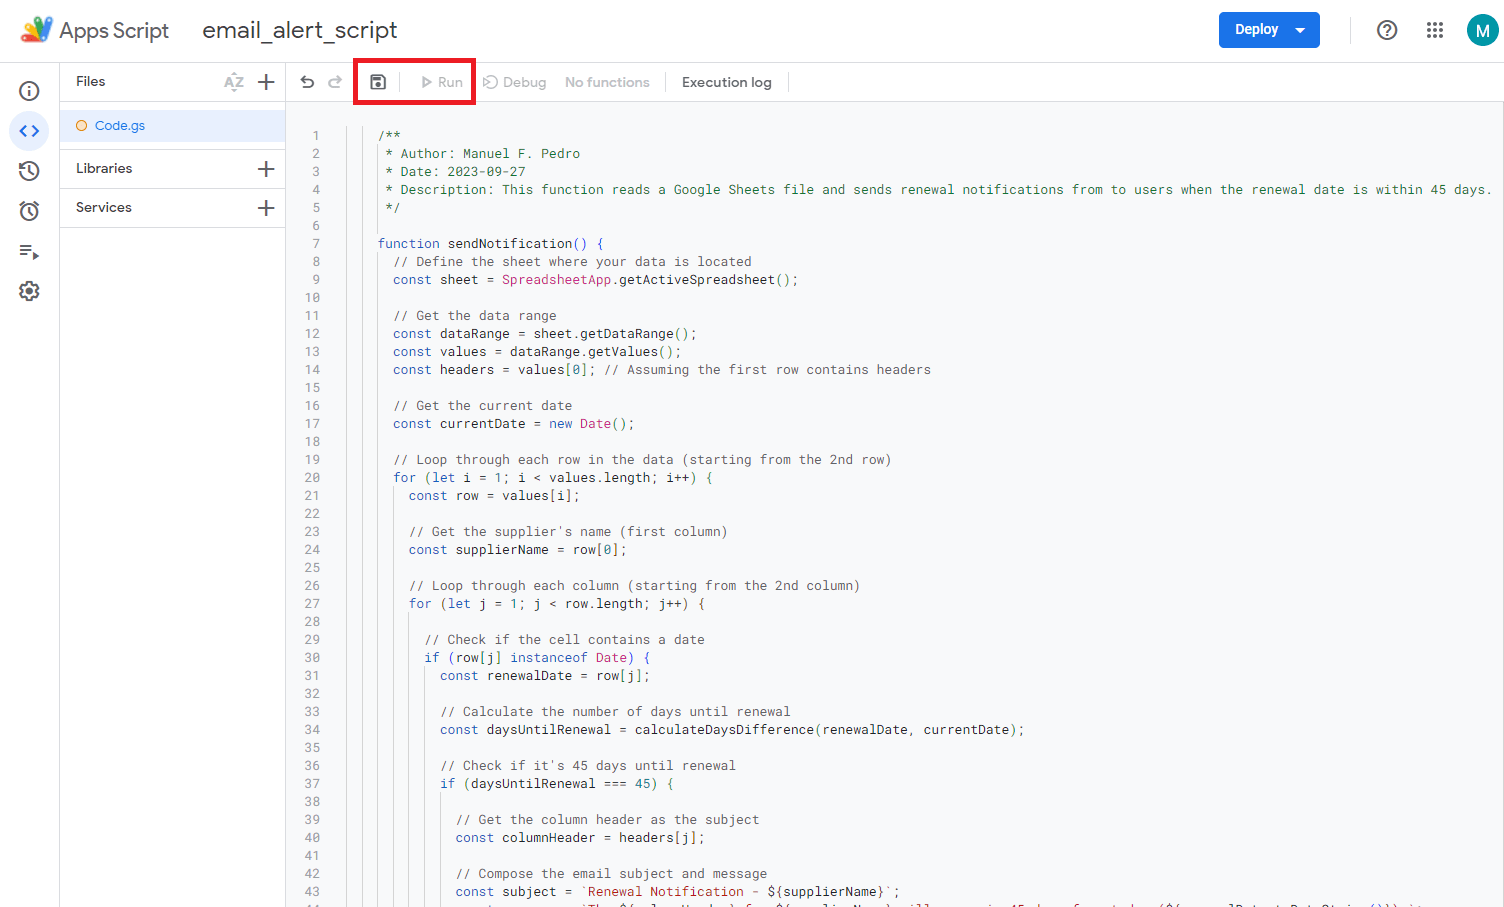 Apps Script
email_alert_script
Deploy
M
Files
AZ
Run
Debug
No functions
Execution log
Code.gs
Libraries
Services
1 /**
2 * Author: Manuel F. Pedro
3 * Date: 2023-09-27
4 * Description: This function reads a Google Sheets file and sends renewal notifications from to users when the renewal date is within 45 days.
5 */
6
7 function sendNotification() {
8 // Define the sheet where your data is located
9 const sheet = SpreadsheetApp.getActiveSpreadsheet();
10
11 // Get the data range
12 const dataRange = sheet.getDataRange();
13 const values = dataRange.getValues();
14 const headers = values[0]; // Assuming the first row contains headers
15
16 // Get the current date
17 const currentDate = new Date();
18
19 // Loop through each row in the data (starting from the 2nd row)
20 for (let i = 1; i < values.length; i++) {
21 const row = values[i];
22
23 // Get the supplier's name (first column)
24 const supplierName = row[0];
25
26 // Loop through each column (starting from the 2nd column)
27 for (let j = 1; j < row.length; j++) {
28
29 // Check if the cell contains a date
30 if (row[j] instanceof Date) {
31 const renewalDate = row[j];
32
33 // Calculate the number of days until renewal
34 const daysUntilRenewal = calculateDaysDifference(renewalDate, currentDate);
35
36 // Check if it's 45 days until renewal
37 if (daysUntilRenewal === 45) {
38
39 // Get the column header as the subject
40 const columnHeader = headers[j];
41
42 // Compose the email subject and message
43 const subject = `Renewal Notification - ${supplierName}`;